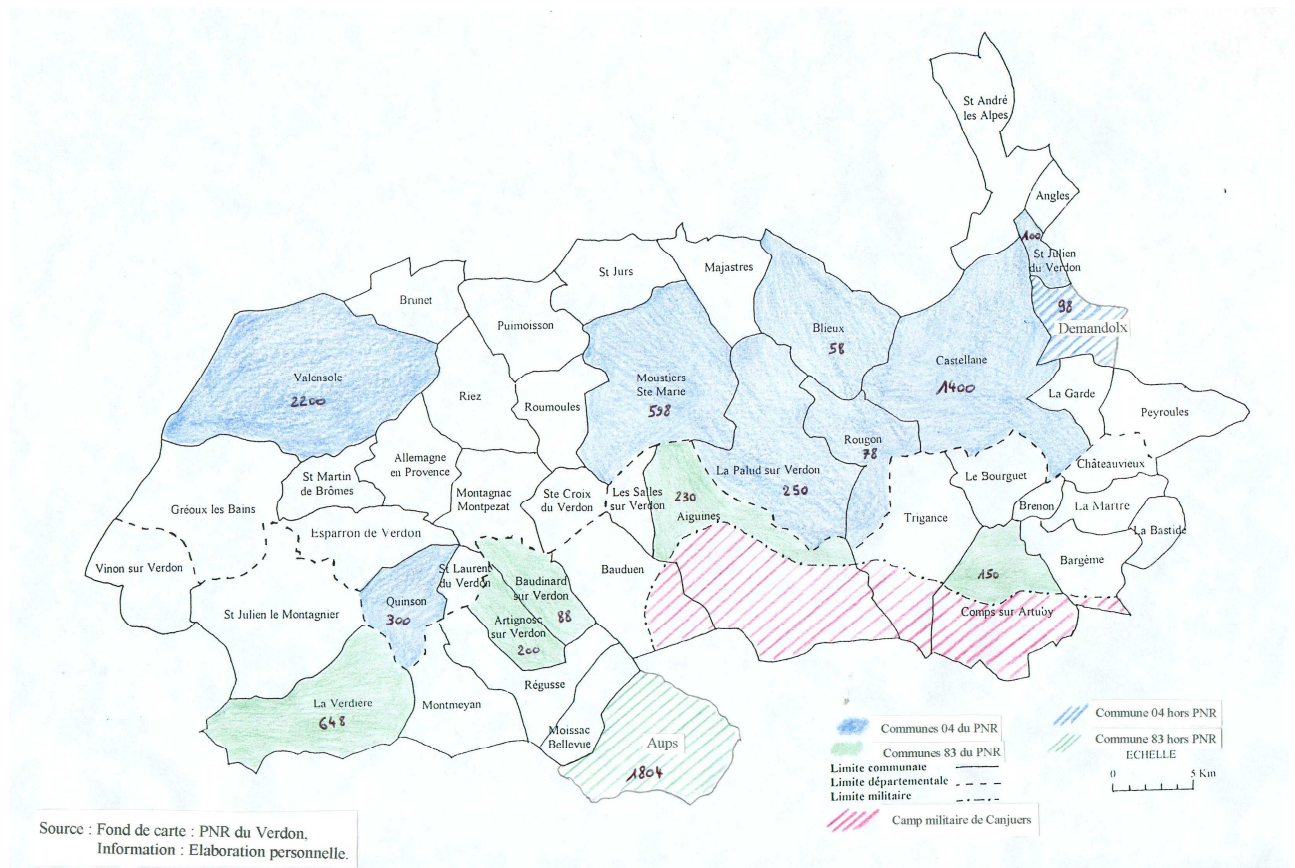 St André
les Alpes
Angles
100
St Julien
du Verdon
98
Demandolx
St Jurs
Majastres
Brunet
Puimoisson
Blieux
58
Castellane
1400
La Garde
Peyroules
Valensole
2200
Riez
Roumoules
Moustiers
Ste Marie
598
Rougon
78
La Palud sur Verdon
250
Châteauvieux
Le Bourguet
Allemagne
en Provence
St Martin
de Brômes
Montagnac
Montpezat
Ste Croix
du Verdon
Les Salles
sur Verdon
230
Aiguines
Trigance
Brenon
La Martre
La Bastide
Gréoux les Bains
Esparron de Verdon
Vinon sur Verdon
St Laurent
du Verdon
Baudinard
sur Verdon
88
Bauduen
150
Bargème
Quinson
300
St Julien le Montagnier
Artignosc
sur Verdon
200
Comps sur Artuby
La Verdière
648
Montmeyan
Régusse
Moissac
Bellevue
Aups
1804
Communes 04 du PNR
Communes 83 du PNR
Limite communale
Limite départementale
Limite militaire
Camp militaire de Canjuers
Commune 04 hors PNR
Commune 83 hors PNR
ECHELLE
0 5 Km
Source : Fond de carte : PNR du Verdon,
Information : Elaboration personnelle.